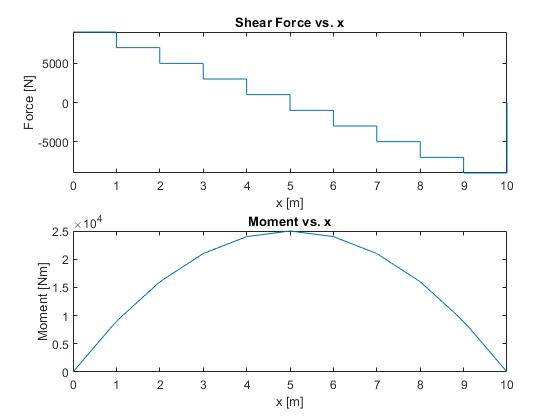 Shear Force vs. x
5000
0
-5000
Force [N]
0 1 2 3 4 5 6 7 8 9 10
x [m]
Moment vs. x
×10^4
2.5
2
1.5
1
0.5
0
Moment [Nm]
0 1 2 3 4 5 6 7 8 9 10
x [m]